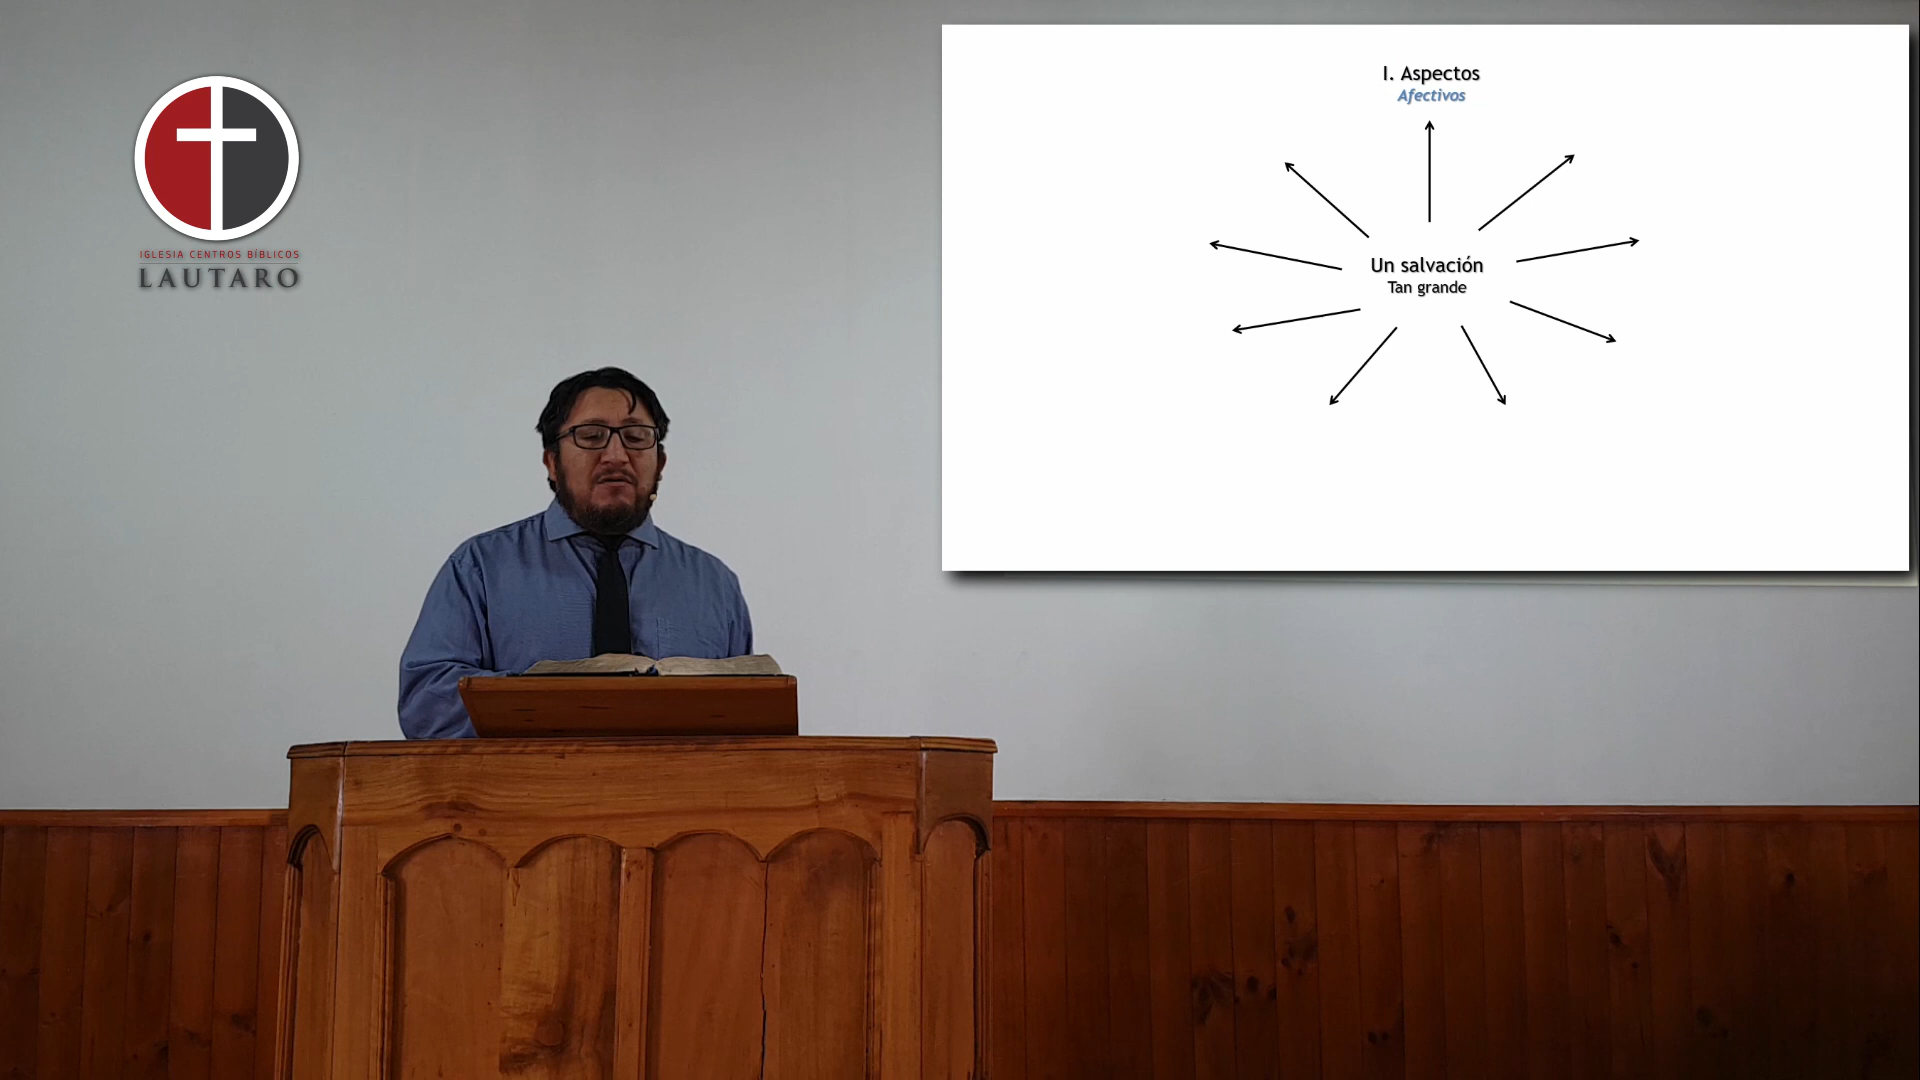 IGLESIA CENTROS BÍBLICOS
LAUTARO
I. Aspectos
Afectivos
Un salvación
Tan grande